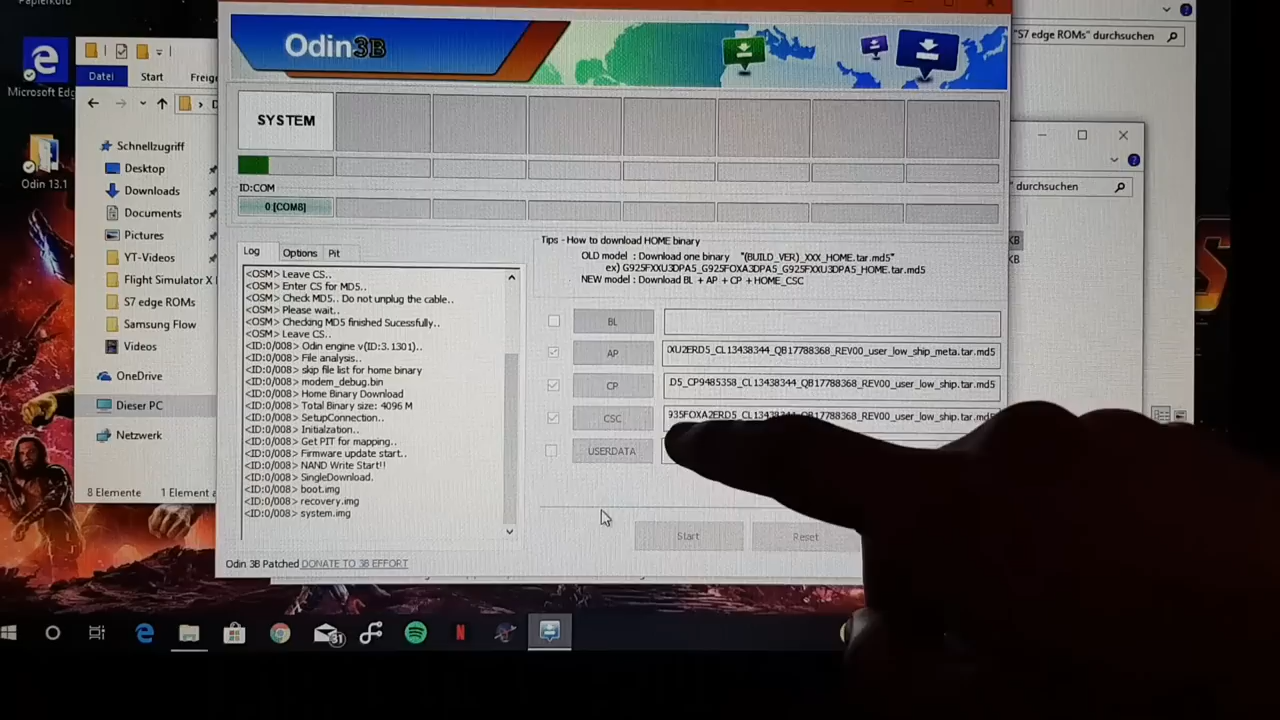 Papierkorb
Microsoft Edg
Odin 13.1
Datei
Start
Freig
Schnellzugriff
Desktop
Downloads
Documents
Pictures
YT-Videos
Flight Simulator X
S7 edge ROMs
Samsung Flow
Videos
OneDrive
Dieser PC
Netzwerk
8 Elemente
1 Element a
Odin3B
SYSTEM
ID:COM
0 [COM8]
Log
Options
Pit
<OSM> Leave CS..
<OSM> Enter CS for MD5..
<OSM> Check MD5.. Do not unplug the cable..
<OSM> Please wait..
<OSM> Checking MD5 finished Sucessfully..
<OSM> Leave CS..
<ID:0/008> Odin engine v(ID:3.1301)..
<ID:0/008> File analysis..
<ID:0/008> skip file list for home binary
<ID:0/008> modem_debug.bin
<ID:0/008> Home Binary Download
<ID:0/008> Total Binary size: 4096 M
<ID:0/008> SetupConnection..
<ID:0/008> Initialzation..
<ID:0/008> Get PIT for mapping..
<ID:0/008> Firmware update start..
<ID:0/008> NAND Write Start!!
<ID:0/008> SingleDownload.
<ID:0/008> boot.img
<ID:0/008> recovery.img
<ID:0/008> system.img
Odin 3B Patched DONATE TO 3B EFFORT
Tips - How to download HOME binary
OLD model : Download one binary "(BUILD_VER)_XXX_HOME.tar.md5"
ex) G925FXXU3DPA5_G925FOXA3DPA5_G925FXXU3DPA5_HOME.tar.md5
NEW model : Download BL + AP + CP + HOME_CSC
BL
AP
XU2ERD5_CL13438344_QB17788368_REV00_user_low_ship_meta.tar.md5
CP
D5_CP9485358_CL13438344_QB17788368_REV00_user_low_ship.tar.md5
CSC
935FOXA2ERD5_CL13438344_QB17788368_REV00_user_low_ship.tar.md5
USERDATA
Start
Reset
"S7 edge ROMs" durchsuchen
" durchsuchen
KB
KB
31